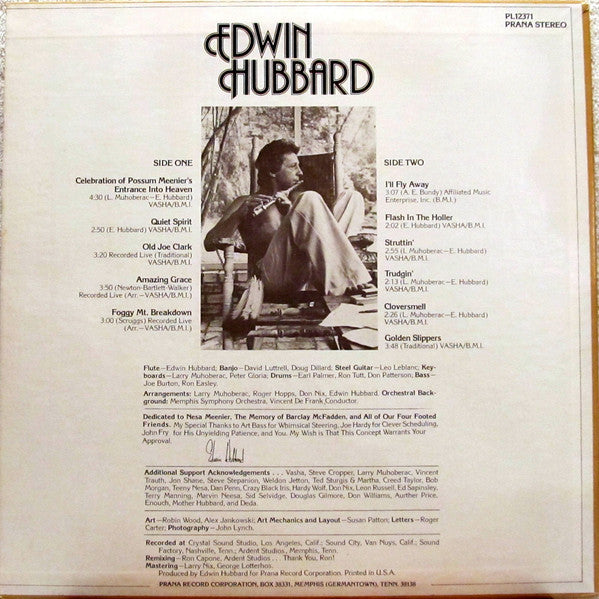 PL.12371
PRANA STEREO
EDWIN
HUBBARD
SIDE ONE
Celebration of Possum Meenier's
Entrance Into Heaven
4:30 (L. Muhoberac—E. Hubbard)
VASHA/B.M.I.
Quiet Spirit
2:50 (E. Hubbard) VASHA/B.M.I.
Old Joe Clark
3:20 Recorded Live (Traditional)
VASHA/B.M.I.
Amazing Grace
3:50 (Newton-Bartlett-Walker)
Recorded Live (Arr.—VASHA/B.M.I.)
Foggy Mt. Breakdown
3:00 (Scruggs) Recorded Live
(Arr.—VASHA/B.M.I.)
SIDE TWO
I'll Fly Away
3:07 (A. E. Bundy) Affiliated Music
Enterprise, Inc. (B.M.I.)
Flash In The Holler
2:02 (E. Hubbard) VASHA/B.M.I.
Struttin'
2:55 (L. Muhoberac—E. Hubbard)
VASHA/B.M.I.
Trudgin'
2:13 (L. Muhoberac—E. Hubbard)
VASHA/B.M.I.
Cloversmell
2:26 (L. Muhoberac—E. Hubbard)
VASHA/B.M.I.
Golden Slippers
3:48 (Traditional) VASHA/B.M.I.
Flute—Edwin Hubbard; Banjo—David Luttrell, Doug Dillard; Steel Guitar—Leo Leblanc; Key-
boards—Larry Muhoberac, Peter Gloria; Drums—Earl Palmer, Ron Tutt, Don Patterson; Bass—
Joe Burton, Ron Easley.
Arrangements: Larry Muhoberac, Roger Hopps, Don Nix, Edwin Hubbard. Orchestral Back-
ground: Memphis Symphony Orchestra, Vincent De Frank,Conductor.
Dedicated to Nesa Meenier, The Memory of Barclay McFadden, and All of Our Four Footed
Friends. My Special Thanks to Art Bass for Whimsical Steering, Joe Hardy for Clever Scheduling,
John Fry for His Unyielding Patience, and You. My Wish is That This Concept Warrants Your
Approval.
Edwin Hubbard
Additional Support Acknowledgements . . . Vasha, Steve Cropper, Larry Muhoberac, Vincent
Trauth, Jon Shane, Steve Stepanion, Weldon Jetton, Ted Sturgis & Martha, Creed Taylor, Bob
Morgan, Teeny Nesa, Dan Penn, Crazy Black Iris, Hardy Wolf, Don Nix, Leon Russell, Ed Sapinsley,
Terry Manning, Marvin Neesa, Sid Selvidge, Douglas Gilmore, Don Williams, Aurther Price,
Enouch, Mother Hubbard, and Deda.
Art—Robin Wood, Alex Jankowski; Art Mechanics and Layout—Susan Patton; Letters—Roger
Carter; Photography—John Lynch.
Recorded at Crystal Sound Studio, Los Angeles, Calif.; Sound City, Van Nuys, Calif.; Sound
Factory, Nashville, Tenn.; Ardent Studios., Memphis, Tenn.
Remixing—Ron Capone, Ardent Studios . . . Thank You, Ron!
Mastering—Larry Nix, George Lotterhos.
Produced by Edwin Hubbard for Prana Record Corporation. Printed in U.S.A.
PRANA RECORD CORPORATION, BOX 38331, MEMPHIS (GERMANTOWN), TENN. 38138